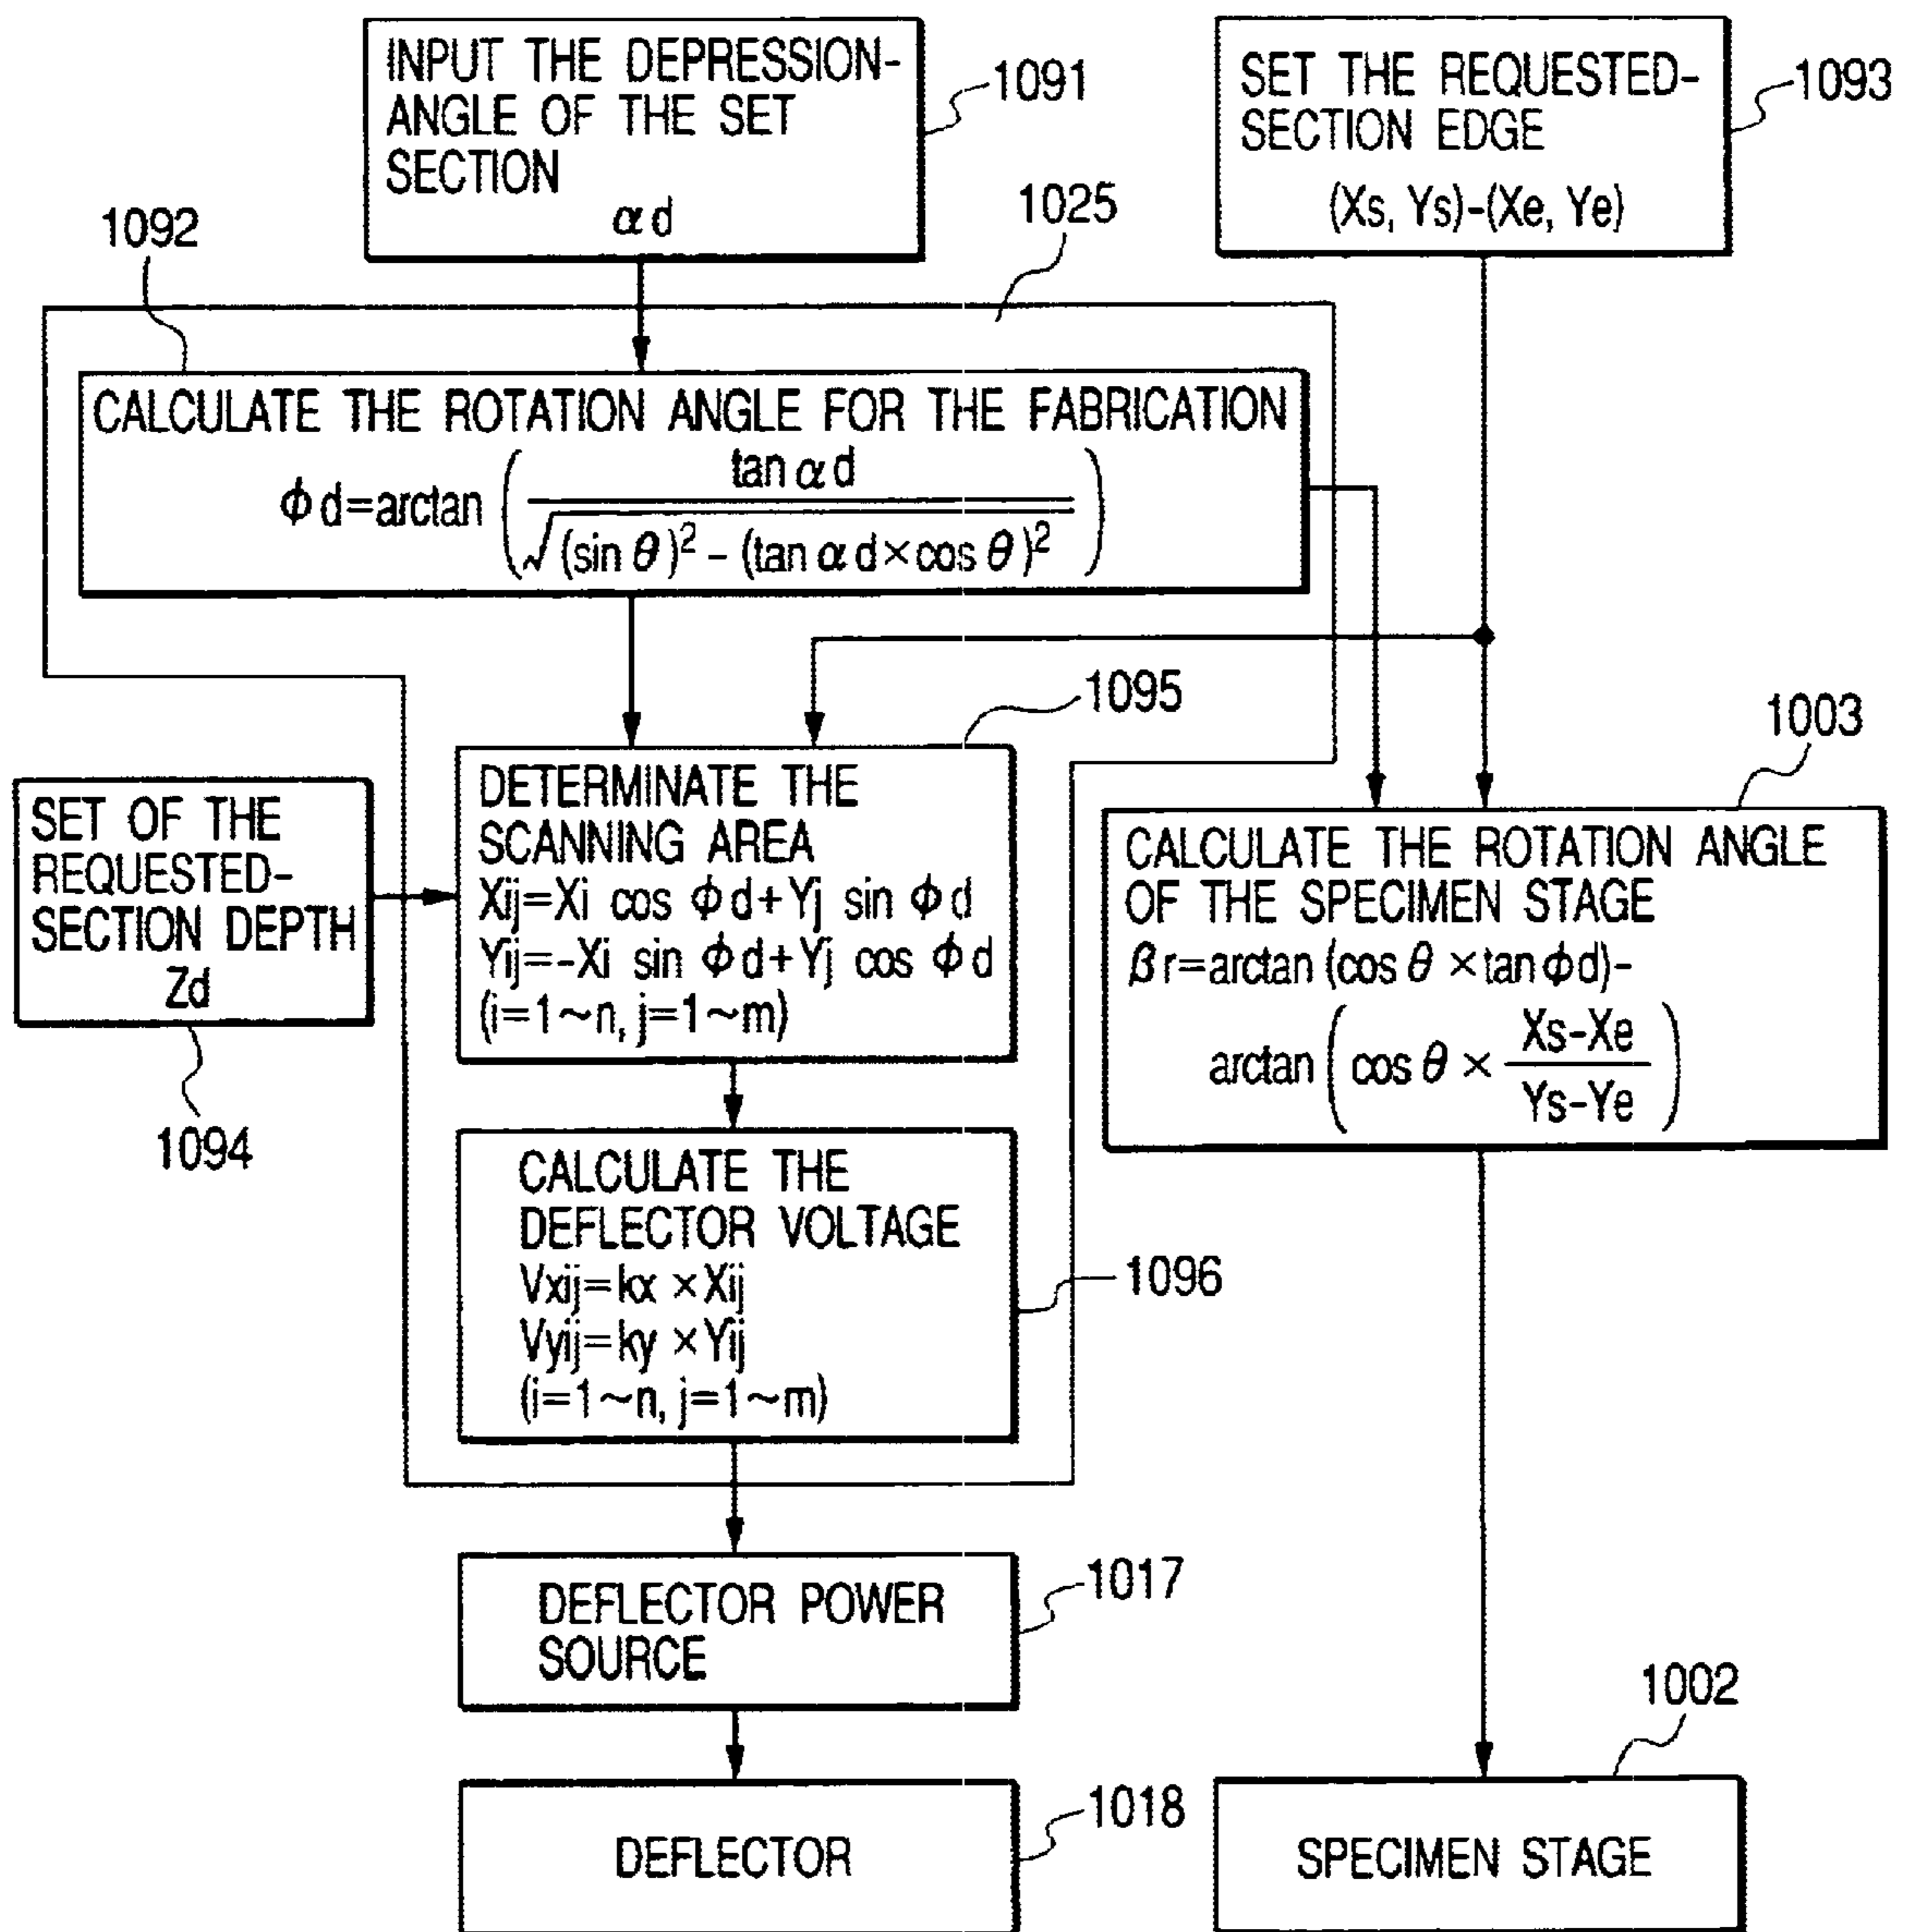 INPUT THE DEPRESSION-
ANGLE OF THE SET
SECTION
αd
1091
SET THE REQUESTED-
SECTION EDGE
(Xs, Ys)-(Xe, Ye)
1093
1092
1025
CALCULATE THE ROTATION ANGLE FOR THE FABRICATION
ϕd=arctan ( tan αd / √(sin θ)² - (tan αd×cos θ)² )
1095
1003
SET OF THE
REQUESTED-
SECTION DEPTH
Zd
1094
DETERMINATE THE
SCANNING AREA
Xij=Xi cos ϕd+Yj sin ϕd
Yij=-Xi sin ϕd+Yj cos ϕd
(i=1~n, j=1~m)
CALCULATE THE ROTATION ANGLE
OF THE SPECIMEN STAGE
βr=arctan (cos θ × tan ϕd)-
arctan ( cos θ × Xs-Xe / Ys-Ye )
CALCULATE THE
DEFLECTOR VOLTAGE
Vxij=kx ×Xij
Vyij=ky ×Yij
(i=1~n, j=1~m)
1096
DEFLECTOR POWER
SOURCE
1017
1002
DEFLECTOR
1018
SPECIMEN STAGE